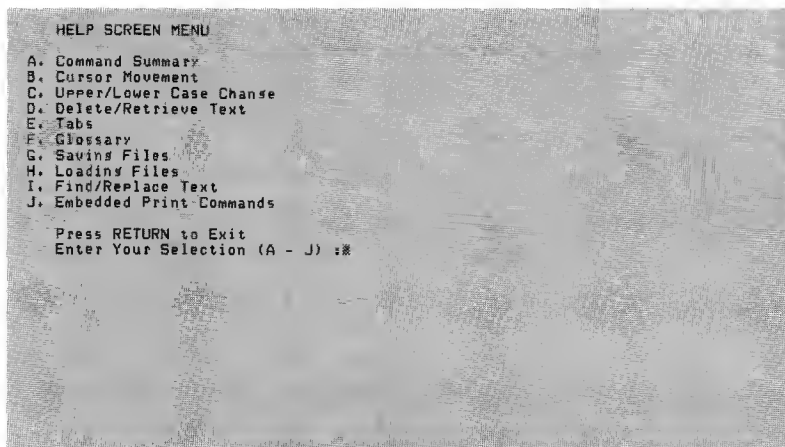 HELP SCREEN MENU
A. Command Summary
B. Cursor Movement
C. Upper/Lower Case Change
D. Delete/Retrieve Text
E. Tabs
F. Glossary
G. Saving Files
H. Loading Files
I. Find/Replace Text
J. Embedded Print Commands
Press RETURN to Exit
Enter Your Selection (A - J) :※